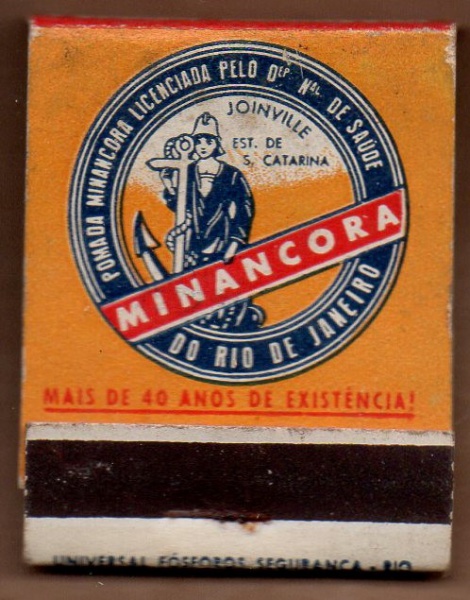 POMADA MINANCORA LICENCIADA PELO DEP. NAL. DE SAÚDE
JOINVILLE
EST. DE
S. CATARINA
MINANCORA
DO RIO DE JANEIRO
MAIS DE 40 ANOS DE EXISTÊNCIA!
UNIVERSAL FÓSFOROS SEGURANÇA - RIO